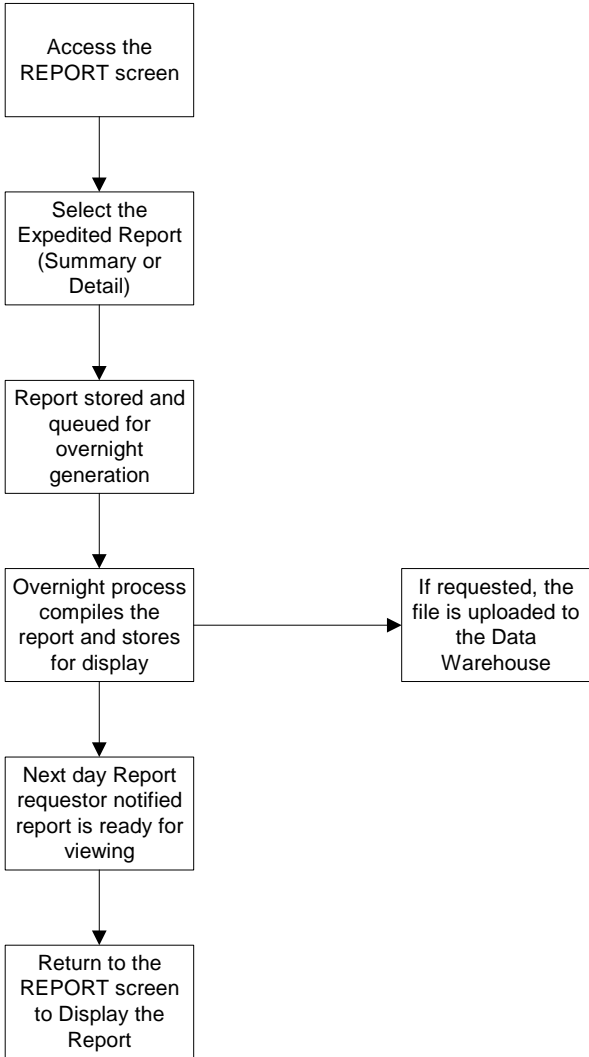 Access the
REPORT screen
Select the
Expedited Report
(Summary or
Detail)
Report stored and
queued for
overnight
generation
Overnight process
compiles the
report and stores
for display
If requested, the
file is uploaded to
the Data
Warehouse
Next day Report
requestor notified
report is ready for
viewing
Return to the
REPORT screen
to Display the
Report